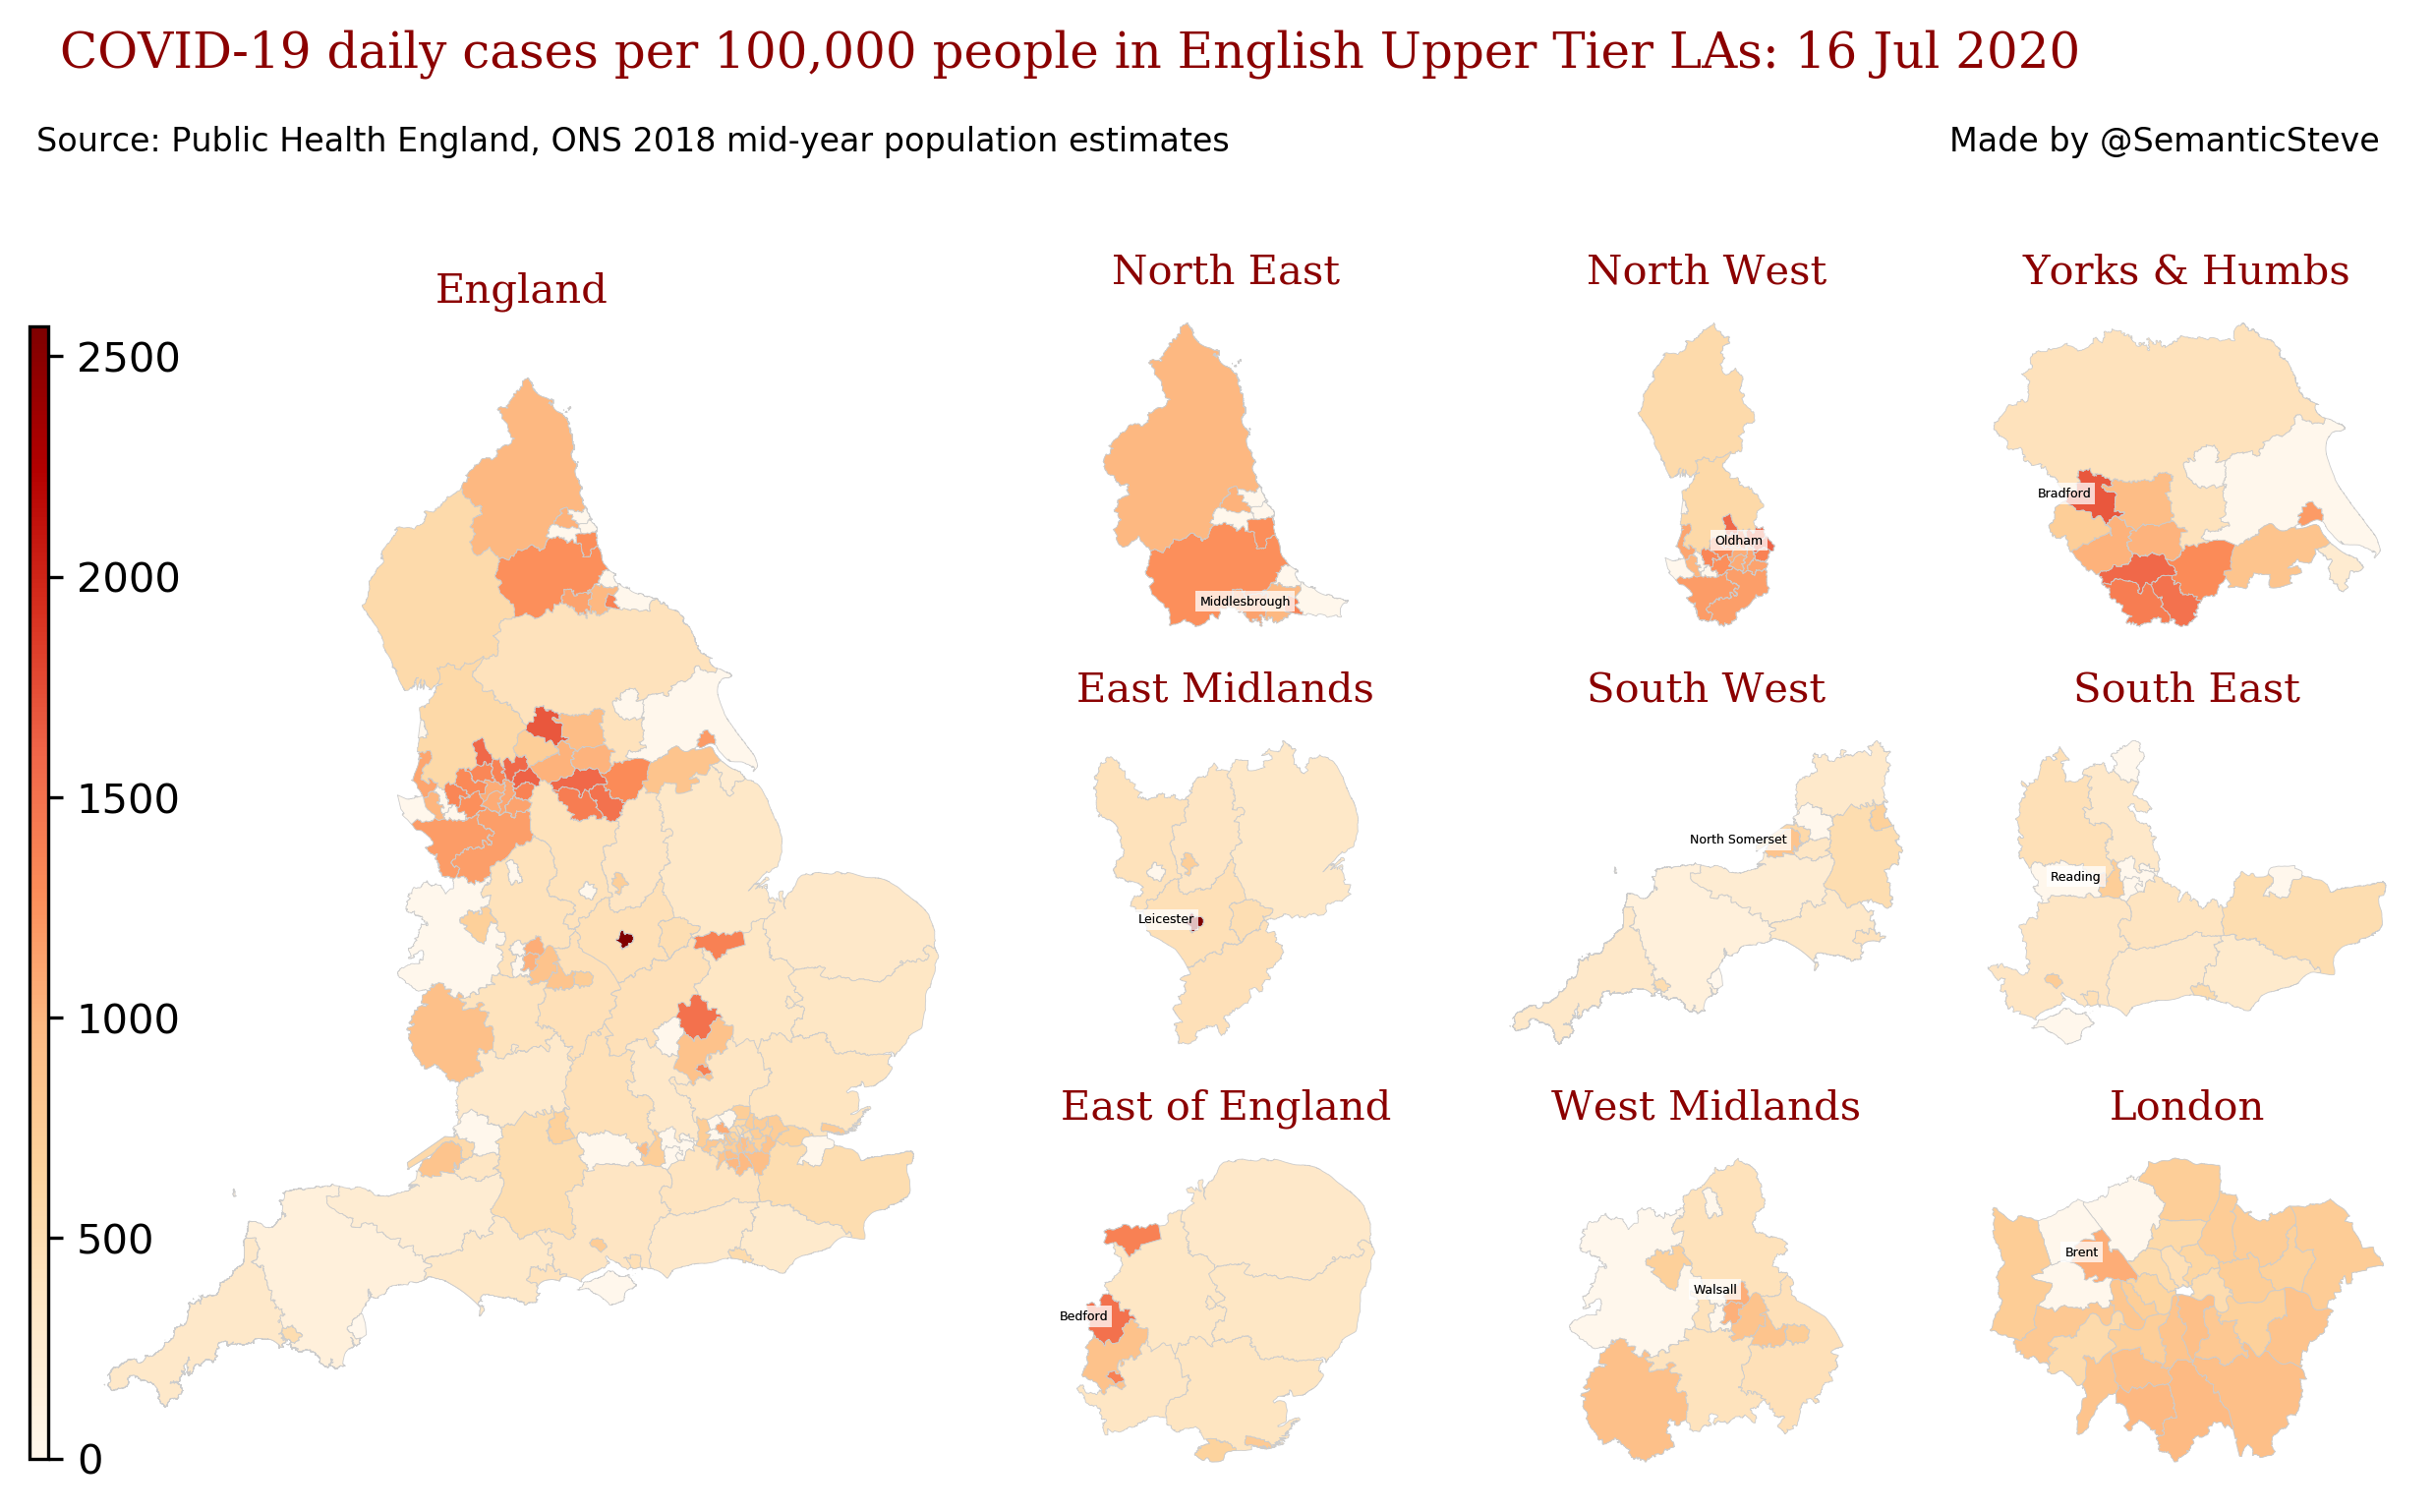 COVID-19 daily cases per 100,000 people in English Upper Tier LAs: 16 Jul 2020
Source: Public Health England, ONS 2018 mid-year population estimates
Made by @SemanticSteve
England
2500
2000
1500
1000
500
0
North East
Middlesbrough
North West
Oldham
Yorks & Humbs
Bradford
East Midlands
Leicester
South West
North Somerset
South East
Reading
East of England
Bedford
West Midlands
Walsall
London
Brent